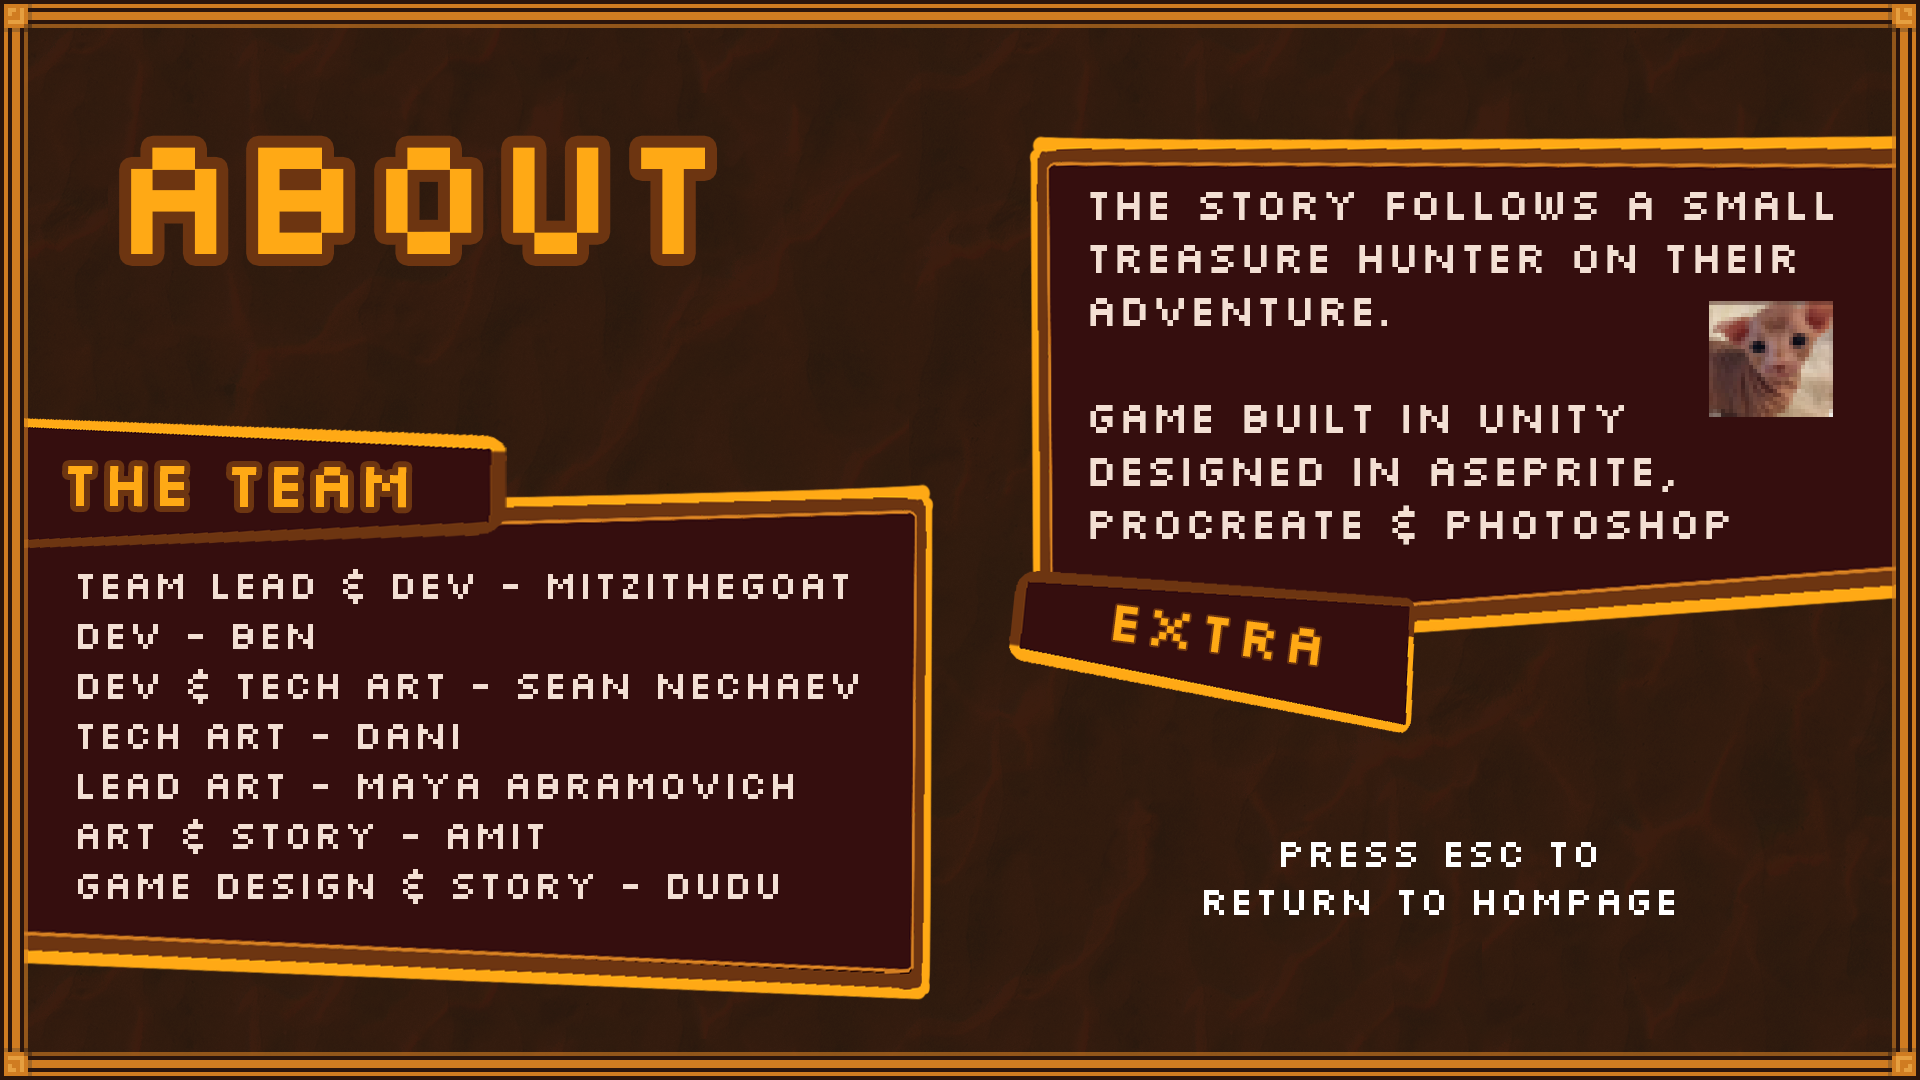 ABOUT
THE TEAM
TEAM LEAD & DEV - MITZITHEGOAT
DEV - BEN
DEV & TECH ART - SEAN NECHAEV
TECH ART - DANI
LEAD ART - MAYA ABRAMOVICH
ART & STORY - AMIT
GAME DESIGN & STORY - DUDU
THE STORY FOLLOWS A SMALL
TREASURE HUNTER ON THEIR
ADVENTURE.
GAME BUILT IN UNITY
DESIGNED IN ASEPRITE,
PROCREATE & PHOTOSHOP
EXTRA
PRESS ESC TO
RETURN TO HOMPAGE